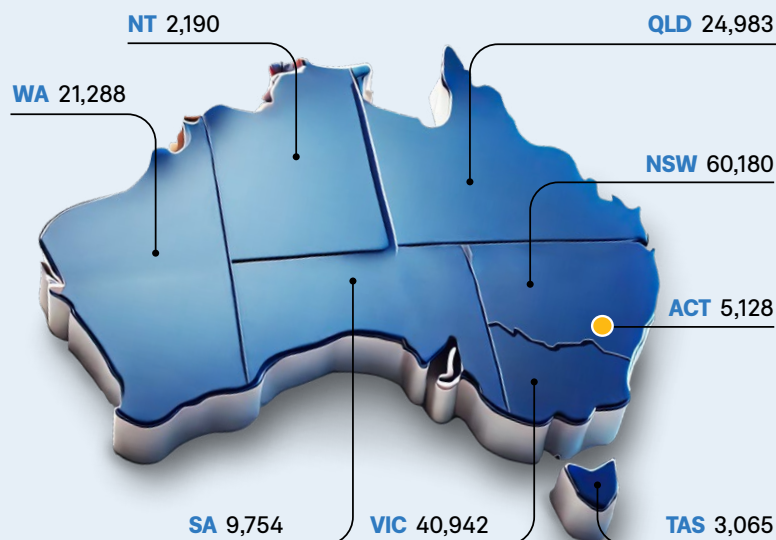 NT 2,190
QLD 24,983
WA 21,288
NSW 60,180
ACT 5,128
SA 9,754
VIC 40,942
TAS 3,065